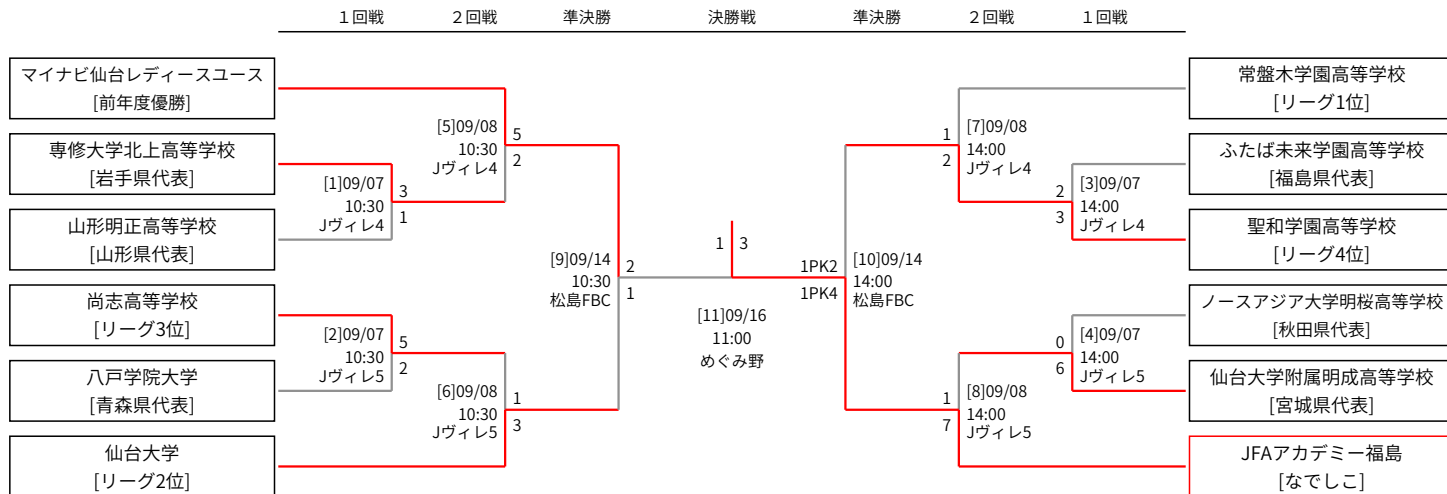 １回戦 ２回戦 準決勝 決勝戦 準決勝 ２回戦 １回戦
マイナビ仙台レディースユース
[前年度優勝]
専修大学北上高等学校
[岩手県代表]
山形明正高等学校
[山形県代表]
尚志高等学校
[リーグ3位]
八戸学院大学
[青森県代表]
仙台大学
[リーグ2位]
[1]09/07
10:30
Jヴィレ4
3
1
[2]09/07
10:30
Jヴィレ5
5
2
[5]09/08
10:30
Jヴィレ4
5
2
[6]09/08
10:30
Jヴィレ5
1
3
[9]09/14
10:30
松島FBC
2
1
1 3
[11]09/16
11:00
めぐみ野
1PK2
1PK4
[10]09/14
14:00
松島FBC
1
2
[7]09/08
14:00
Jヴィレ4
1
7
[8]09/08
14:00
Jヴィレ5
2
3
[3]09/07
14:00
Jヴィレ4
0
6
[4]09/07
14:00
Jヴィレ5
常盤木学園高等学校
[リーグ1位]
ふたば未来学園高等学校
[福島県代表]
聖和学園高等学校
[リーグ4位]
ノースアジア大学明桜高等学校
[秋田県代表]
仙台大学附属明成高等学校
[宮城県代表]
JFAアカデミー福島
[なでしこ]